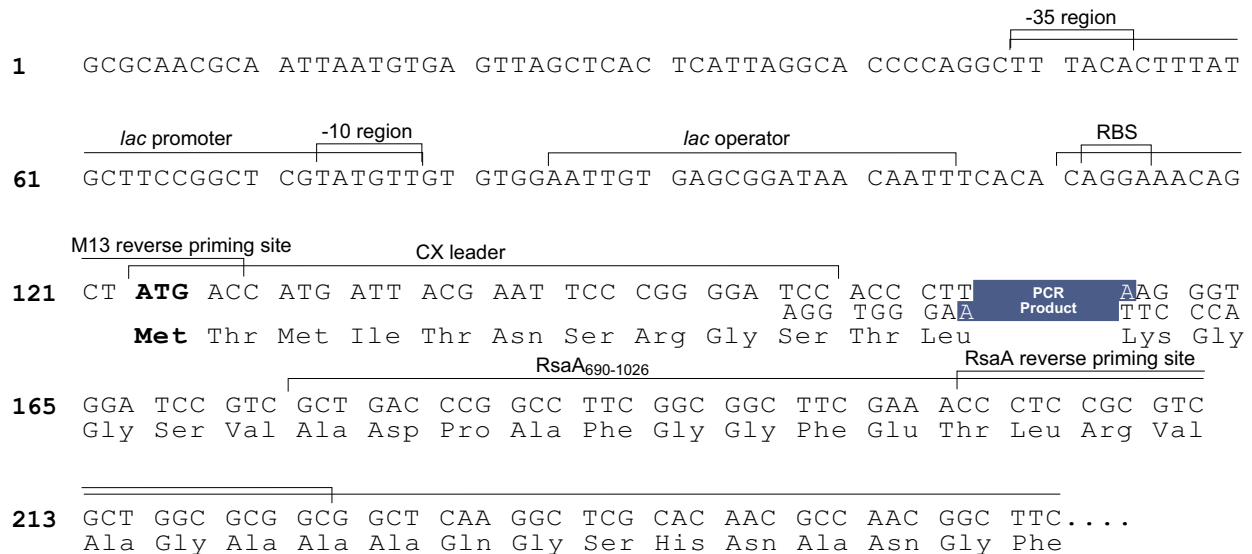 -35 region
1 GCGCAACGCA ATTAATGTGA GTTAGCTCAC TCATTAGGCA CCCCAGGCTT TACACTTTAT
lac promoter -10 region lac operator RBS
61 GCTTCCGGCT CGTATGTTGT GTGGAATTGT GAGCGGATAA CAATTTCACA CAGGAAACAG
M13 reverse priming site CX leader
121 CT ATG ACC ATG ATT ACG AAT TCC CGG GGA TCC ACC CTT PCR Product AAG GGT
AGG TGG GAA TTC CCA
Met Thr Met Ile Thr Asn Ser Arg Gly Ser Thr Leu Lys Gly
RsaA690-1026 RsaA reverse priming site
165 GGA TCC GTC GCT GAC CCG GCC TTC GGC GGC TTC GAA ACC CTC CGC GTC
Gly Ser Val Ala Asp Pro Ala Phe Gly Gly Phe Glu Thr Leu Arg Val
213 GCT GGC GCG GCG GCT CAA GGC TCG CAC AAC GCC AAC GGC TTC....
Ala Gly Ala Ala Ala Gln Gly Ser His Asn Ala Asn Gly Phe